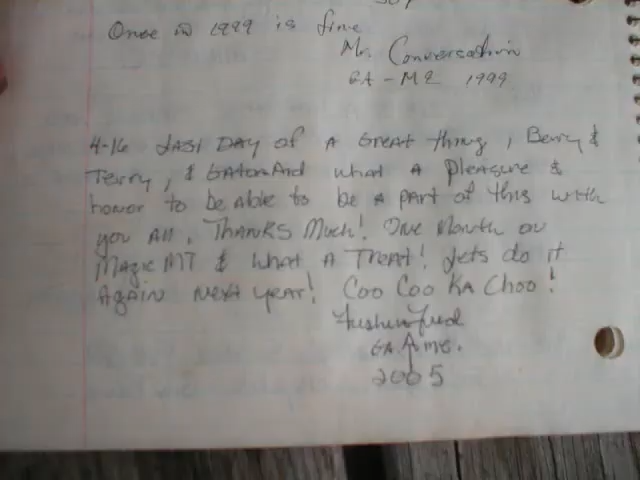 Once in 1999 is fine
Mr. Conversation
GA - ME 1999
4-16 LAST DAY of A Great thing, Berry &
Terry, & GAtorAnd what A pleasure &
honor to be Able to be A part of this with
you All. THANKS Much! One Month on
Magic MT & what A Treat! Lets do it
AgAin Next year! Coo Coo KA Choo!
GA. ME.
2005